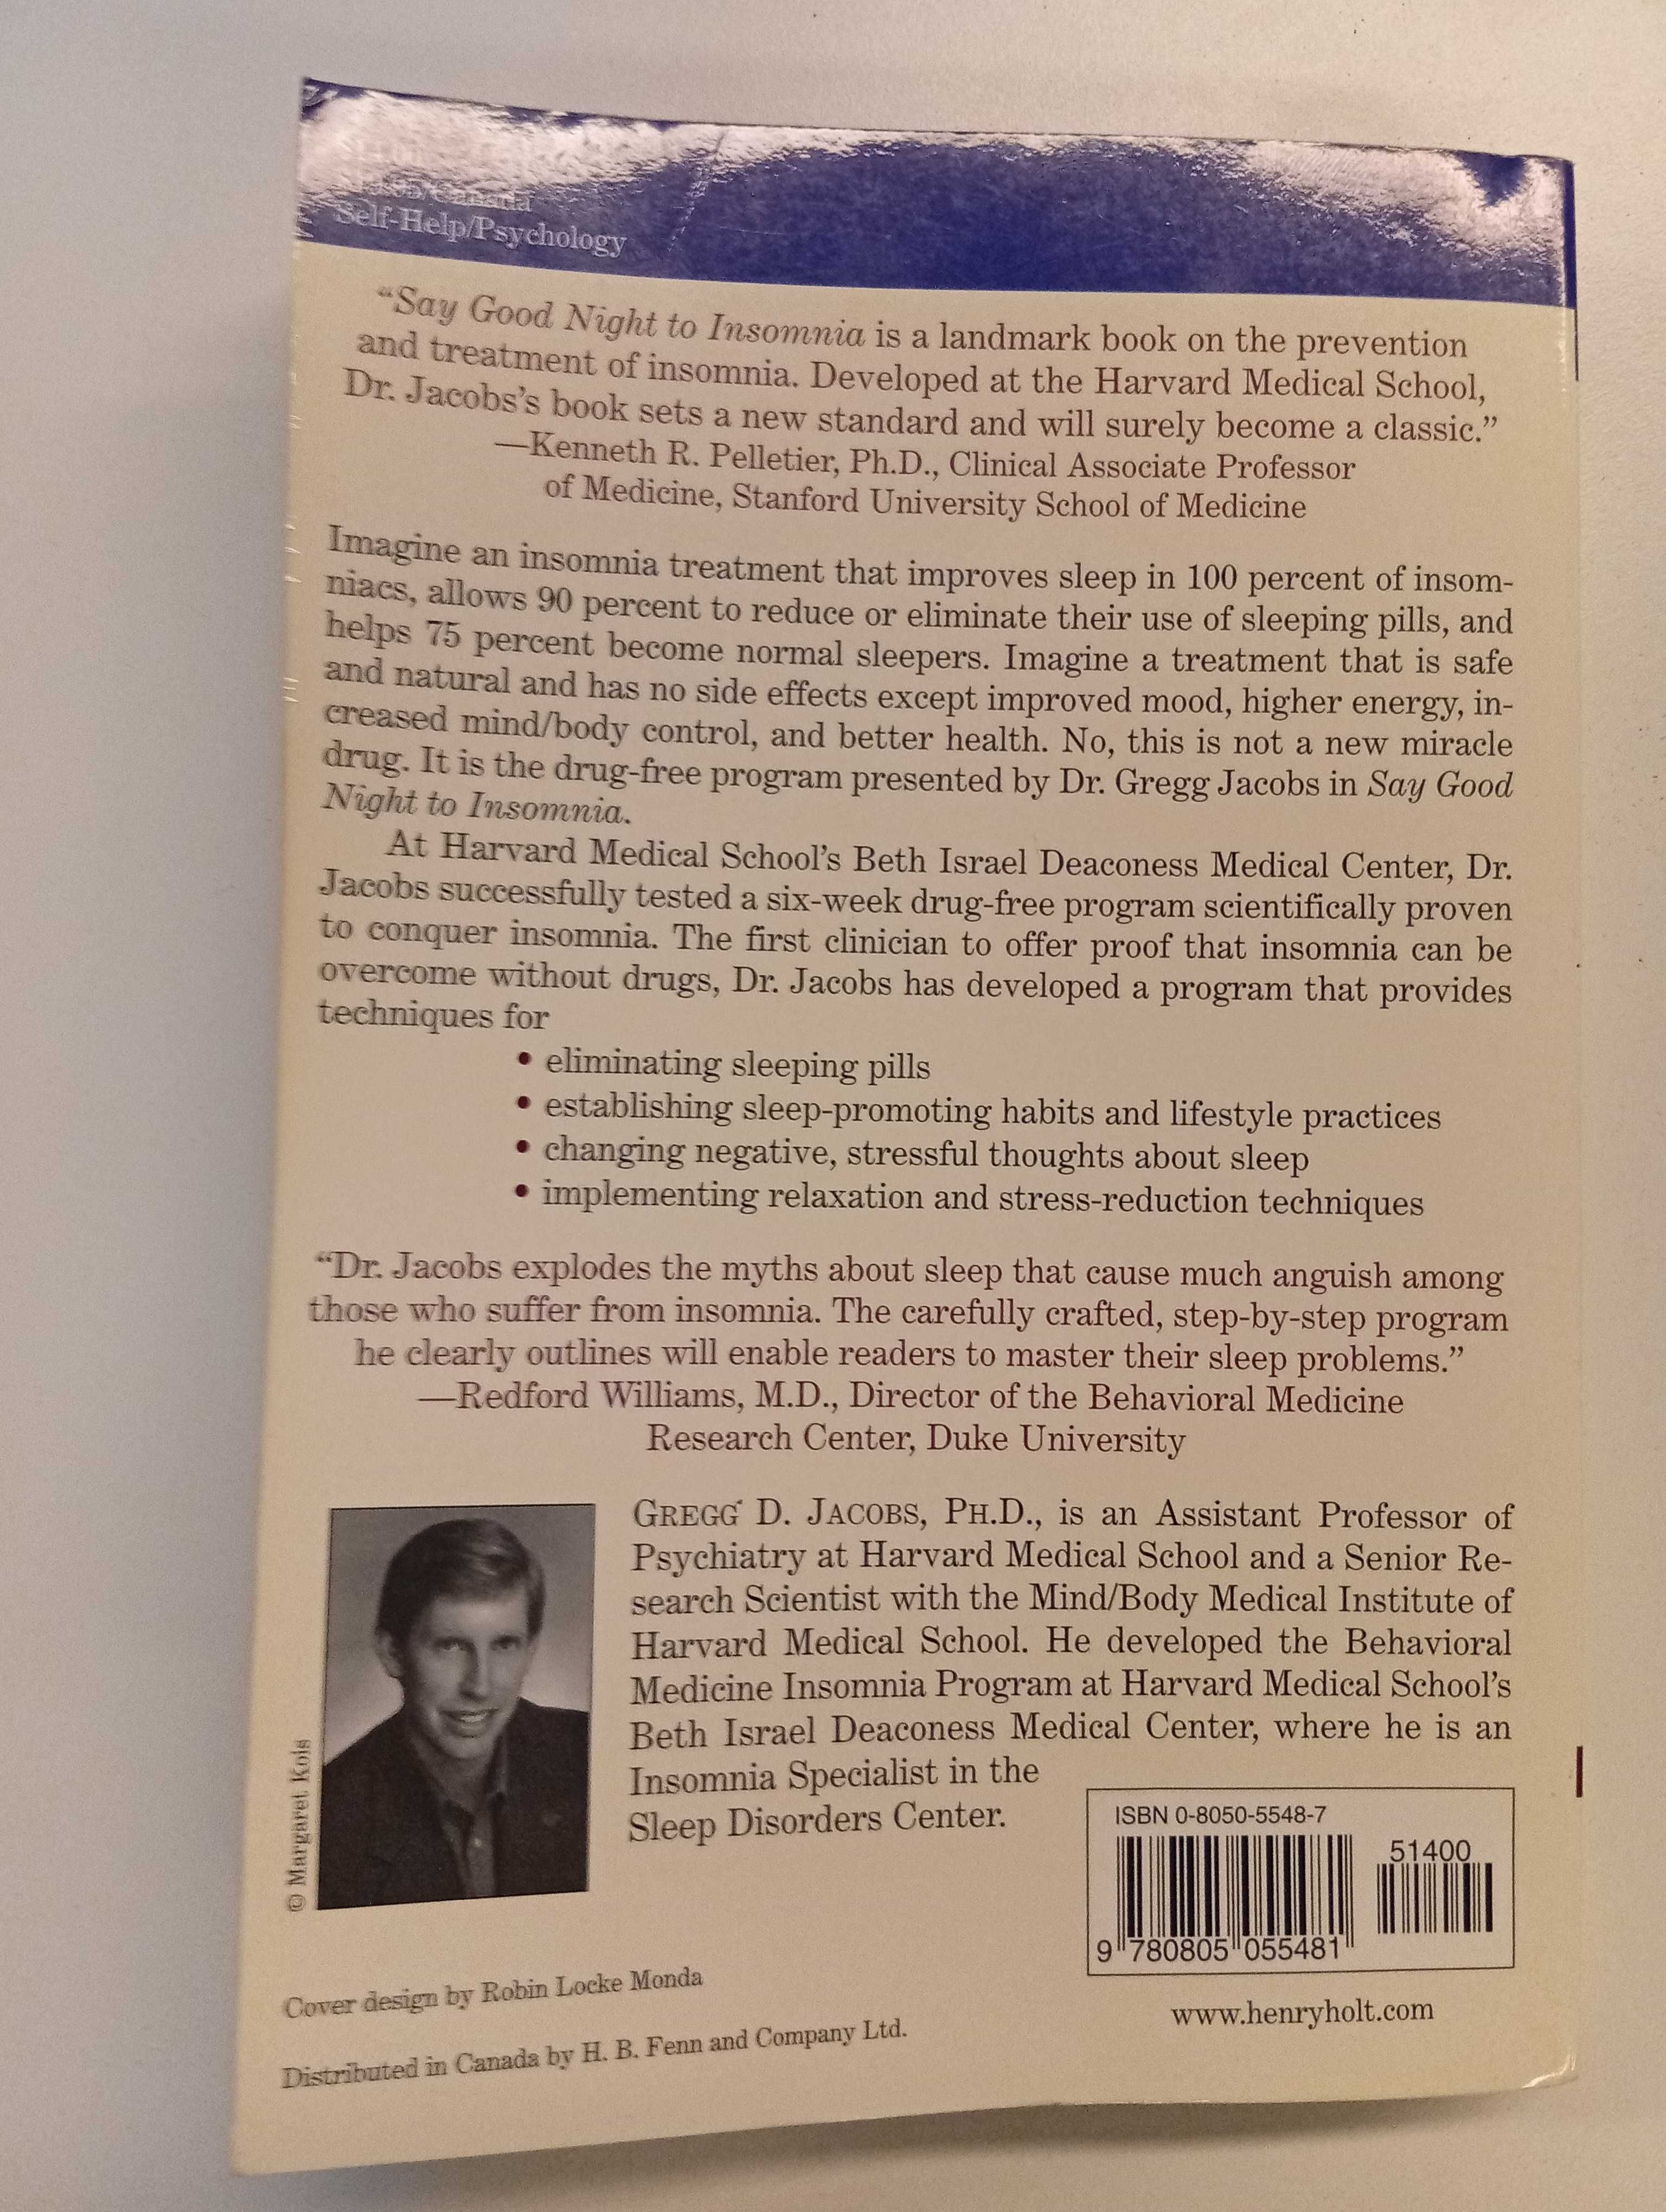 Canada
Self-Help/Psychology
“Say Good Night to Insomnia is a landmark book on the prevention
and treatment of insomnia. Developed at the Harvard Medical School,
Dr. Jacobs’s book sets a new standard and will surely become a classic.”
—Kenneth R. Pelletier, Ph.D., Clinical Associate Professor
of Medicine, Stanford University School of Medicine
Imagine an insomnia treatment that improves sleep in 100 percent of insom-
niacs, allows 90 percent to reduce or eliminate their use of sleeping pills, and
helps 75 percent become normal sleepers. Imagine a treatment that is safe
and natural and has no side effects except improved mood, higher energy, in-
creased mind/body control, and better health. No, this is not a new miracle
drug. It is the drug-free program presented by Dr. Gregg Jacobs in Say Good
Night to Insomnia.
At Harvard Medical School’s Beth Israel Deaconess Medical Center, Dr.
Jacobs successfully tested a six-week drug-free program scientifically proven
to conquer insomnia. The first clinician to offer proof that insomnia can be
overcome without drugs, Dr. Jacobs has developed a program that provides
techniques for
• eliminating sleeping pills
• establishing sleep-promoting habits and lifestyle practices
• changing negative, stressful thoughts about sleep
• implementing relaxation and stress-reduction techniques
“Dr. Jacobs explodes the myths about sleep that cause much anguish among
those who suffer from insomnia. The carefully crafted, step-by-step program
he clearly outlines will enable readers to master their sleep problems.”
—Redford Williams, M.D., Director of the Behavioral Medicine
Research Center, Duke University
GREGG D. JACOBS, PH.D., is an Assistant Professor of
Psychiatry at Harvard Medical School and a Senior Re-
search Scientist with the Mind/Body Medical Institute of
Harvard Medical School. He developed the Behavioral
Medicine Insomnia Program at Harvard Medical School’s
Beth Israel Deaconess Medical Center, where he is an
Insomnia Specialist in the
Sleep Disorders Center.
© Margaret Kois
ISBN 0-8050-5548-7
51400
9 780805 055481
Cover design by Robin Locke Monda
www.henryholt.com
Distributed in Canada by H. B. Fenn and Company Ltd.